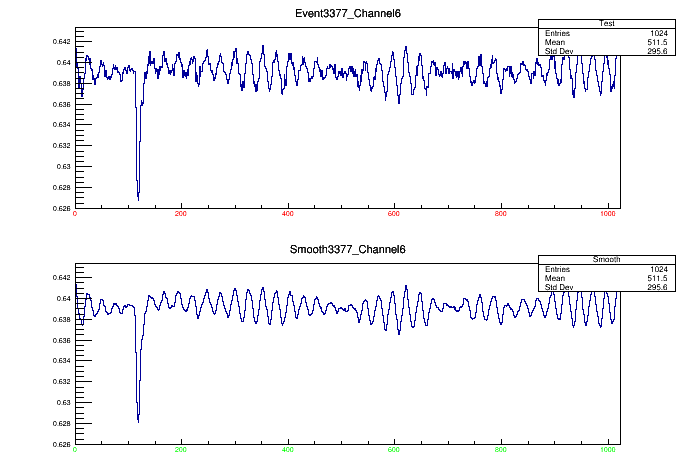 Event3377_Channel6
Test
Entries 1024
Mean 511.5
Std Dev 295.6
0.642
0.64
0.638
0.636
0.634
0.632
0.63
0.628
0.626
0 200 400 600 800 1000
Smooth3377_Channel6
Smooth
Entries 1024
Mean 511.5
Std Dev 295.6
0.642
0.64
0.638
0.636
0.634
0.632
0.63
0.628
0.626
0 200 400 600 800 1000